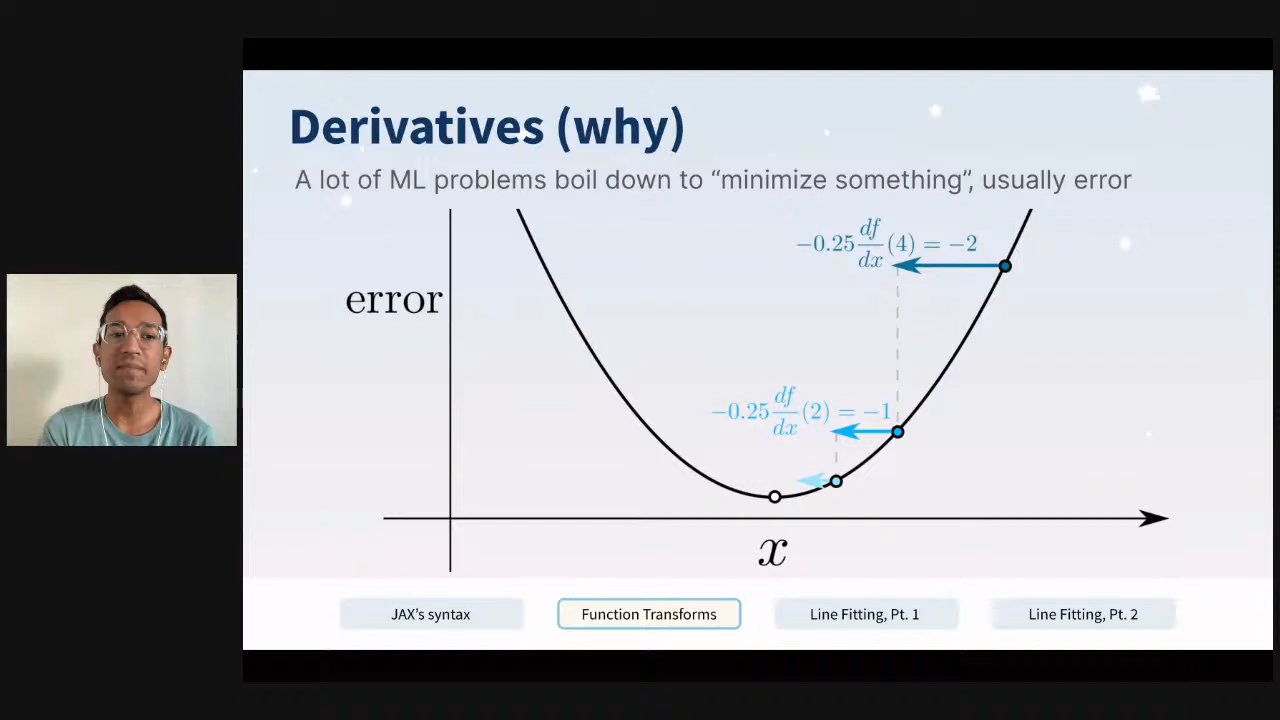 Derivatives (why)
A lot of ML problems boil down to “minimize something”, usually error
−0.25 df/dx (4) = −2
error
−0.25 df/dx (2) = −1
x
JAX’s syntax
Function Transforms
Line Fitting, Pt. 1
Line Fitting, Pt. 2